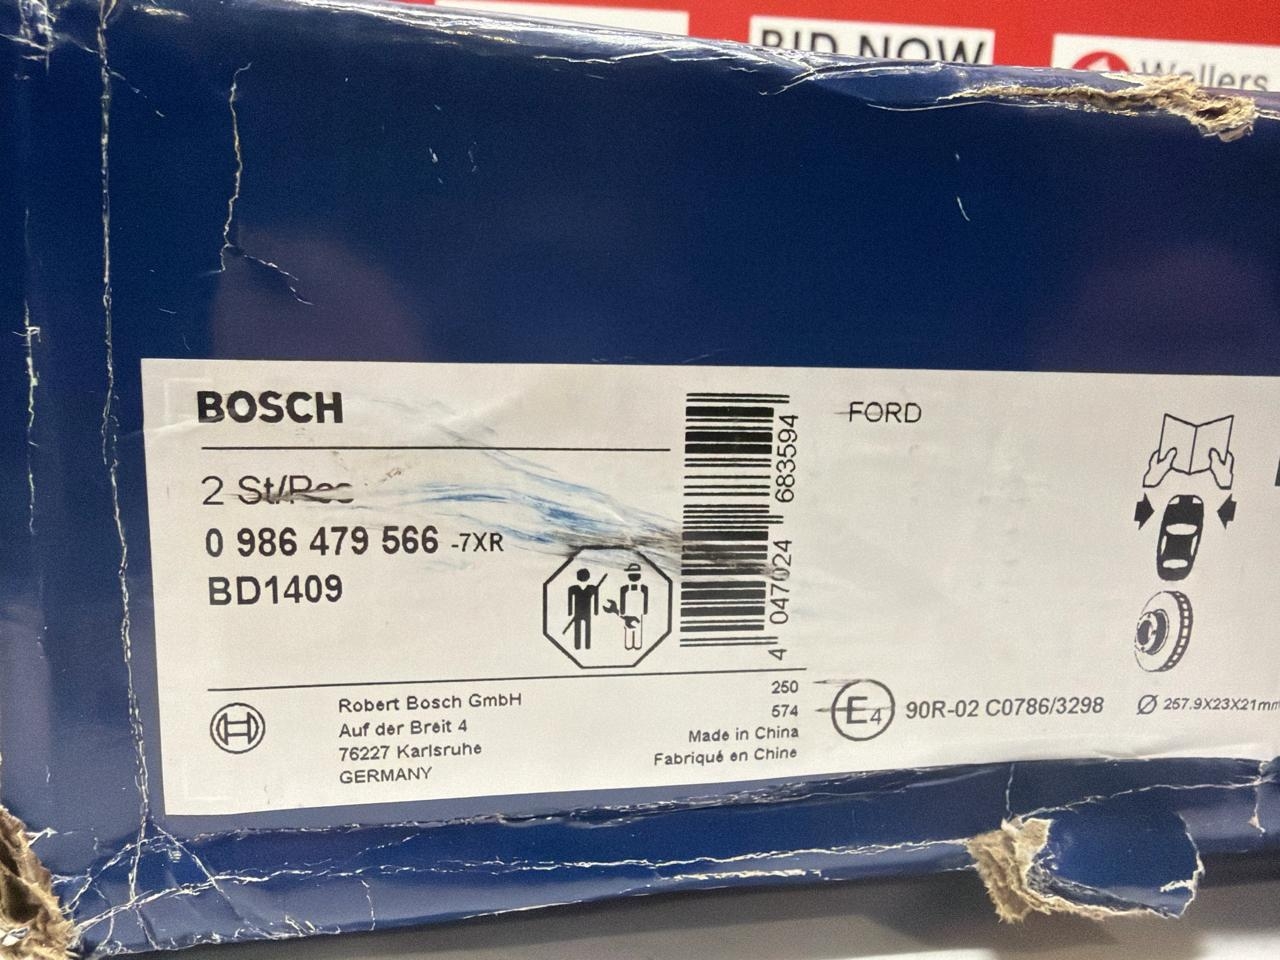 BID NOW
Wellers
BOSCH
2 St/Pcs
0 986 479 566 -7XR
BD1409
4 047024 683594
FORD
Robert Bosch GmbH
Auf der Breit 4
76227 Karlsruhe
GERMANY
250
574
Made in China
Fabriqué en Chine
E4 90R-02 C0786/3298
Ø 257.9X23X21mm